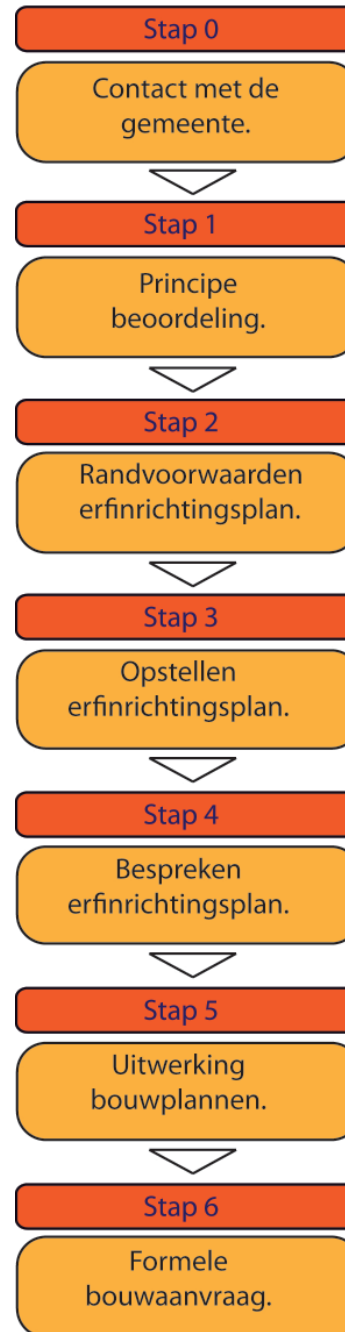 Stap 0
Contact met de
gemeente.
Stap 1
Principe
beoordeling.
Stap 2
Randvoorwaarden
erfinrichtingsplan.
Stap 3
Opstellen
erfinrichtingsplan.
Stap 4
Bespreken
erfinrichtingsplan.
Stap 5
Uitwerking
bouwplannen.
Stap 6
Formele
bouwaanvraag.